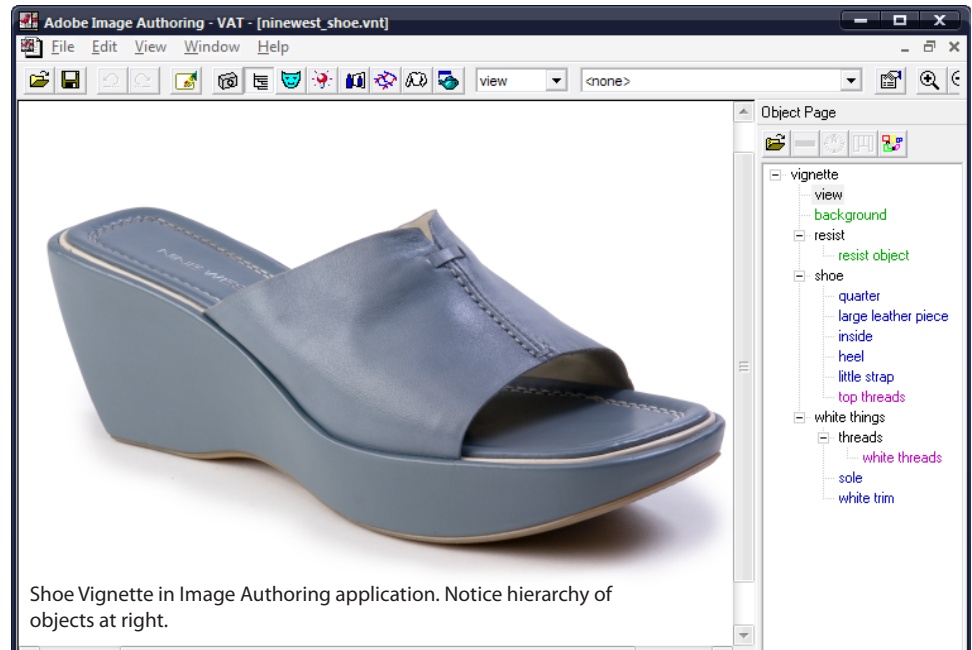 Adobe Image Authoring - VAT - [ninewest_shoe.vnt]
File Edit View Window Help
view <none>
Object Page
vignette
view
background
resist
resist object
shoe
quarter
large leather piece
inside
heel
little strap
top threads
white things
threads
white threads
sole
white trim
NINE WEST
Shoe Vignette in Image Authoring application. Notice hierarchy of
objects at right.